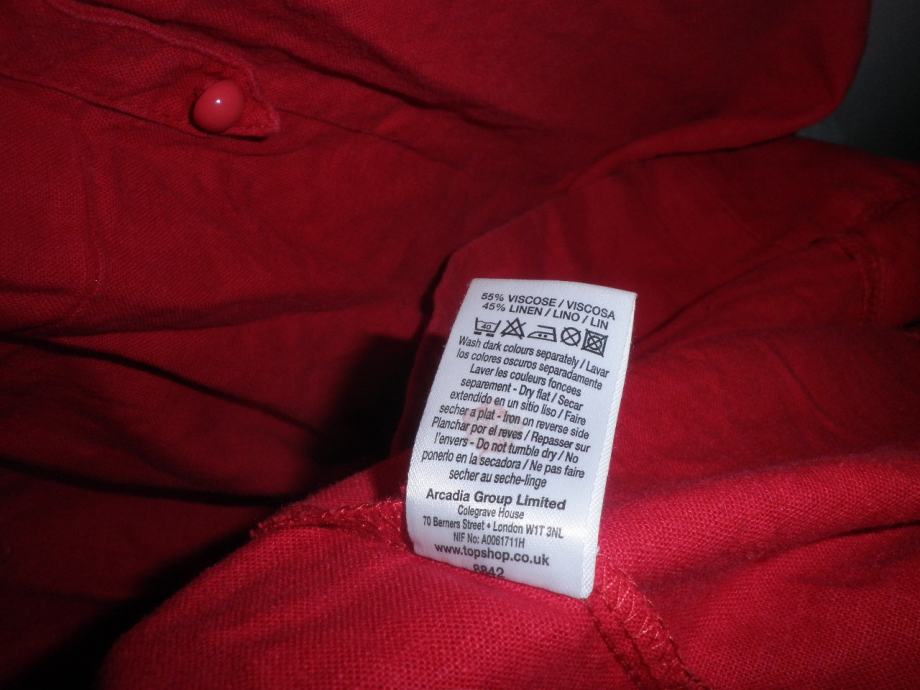 55% VISCOSE / VISCOSA
45% LINEN / LINO / LIN
40
Wash dark colours separately / Lavar
los colores oscuros separadamente
Laver les couleurs foncees
separement - Dry flat / Secar
extendido en un sitio liso / Faire
secher a plat - Iron on reverse side
Planchar por el reves / Repasser sur
l'envers - Do not tumble dry / No
ponerlo en la secadora / Ne pas faire
secher au seche-linge
Arcadia Group Limited
Colegrave House
70 Berners Street • London W1T 3NL
NIF No: A0061711H
www.topshop.co.uk
8842